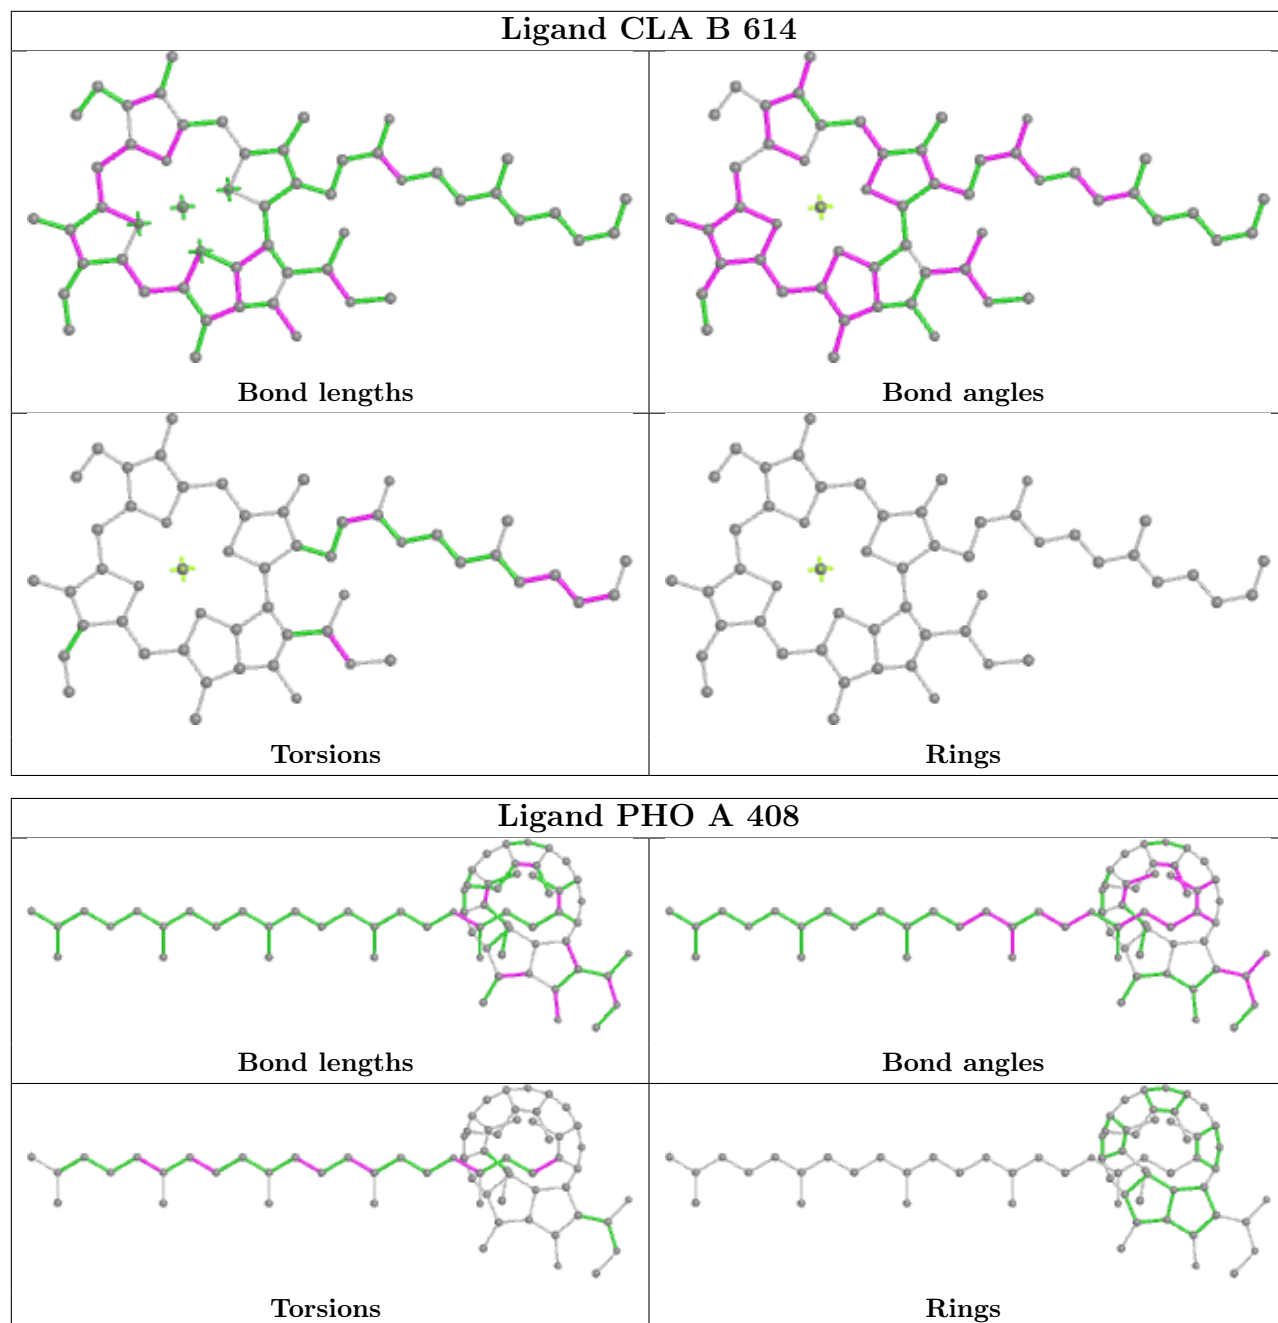 Ligand CLA B 614
Bond lengths
Bond angles
Torsions
Rings
Ligand PHO A 408
Bond lengths
Bond angles
Torsions
Rings